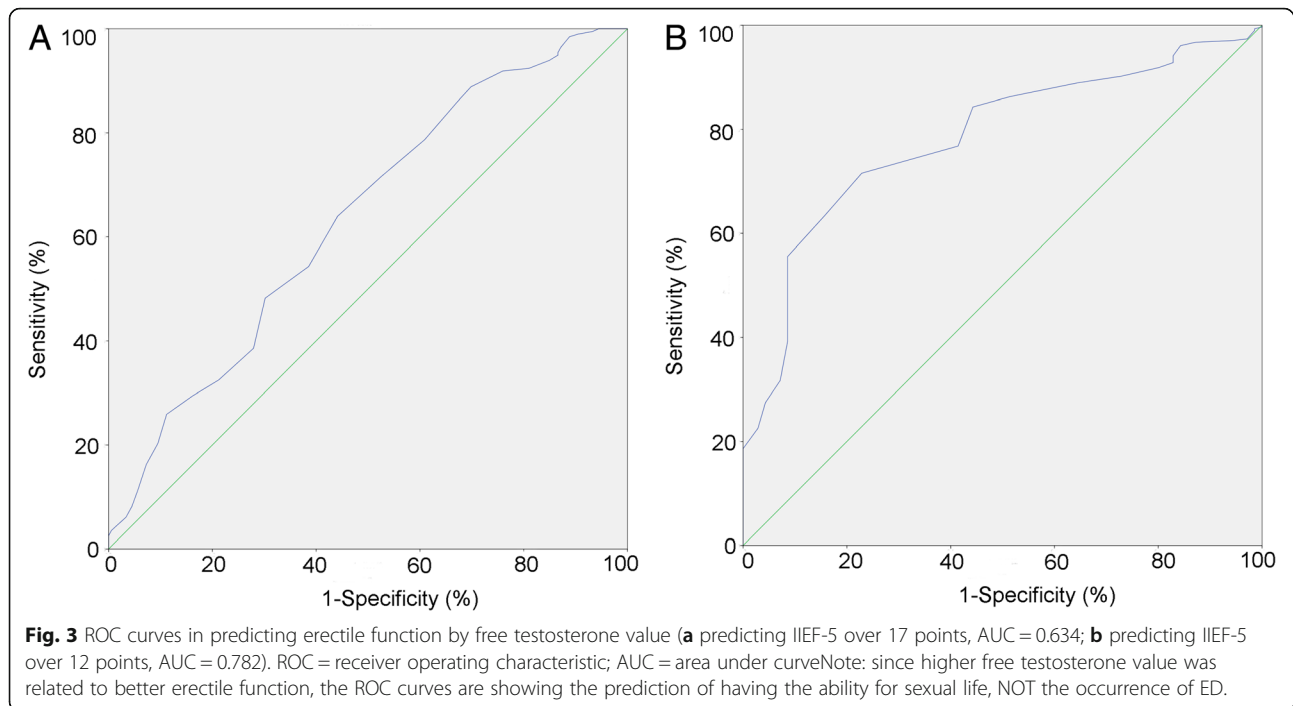 A
100
80
60
40
20
0
Sensitivity (%)
0 20 40 60 80 100
1-Specificity (%)
B
100
80
60
40
20
0
Sensitivity (%)
0 20 40 60 80 100
1-Specificity (%)
Fig. 3 ROC curves in predicting erectile function by free testosterone value (a predicting IIEF-5 over 17 points, AUC = 0.634; b predicting IIEF-5
over 12 points, AUC = 0.782). ROC = receiver operating characteristic; AUC = area under curveNote: since higher free testosterone value was
related to better erectile function, the ROC curves are showing the prediction of having the ability for sexual life, NOT the occurrence of ED.